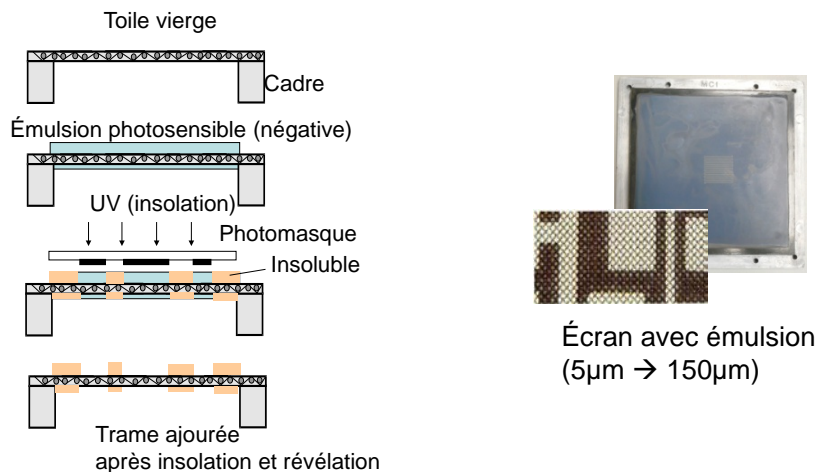 Toile vierge
Cadre
Émulsion photosensible (négative)
UV (insolation)
Photomasque
Insoluble
Trame ajourée
après insolation et révélation
MCI
Écran avec émulsion
(5µm → 150µm)